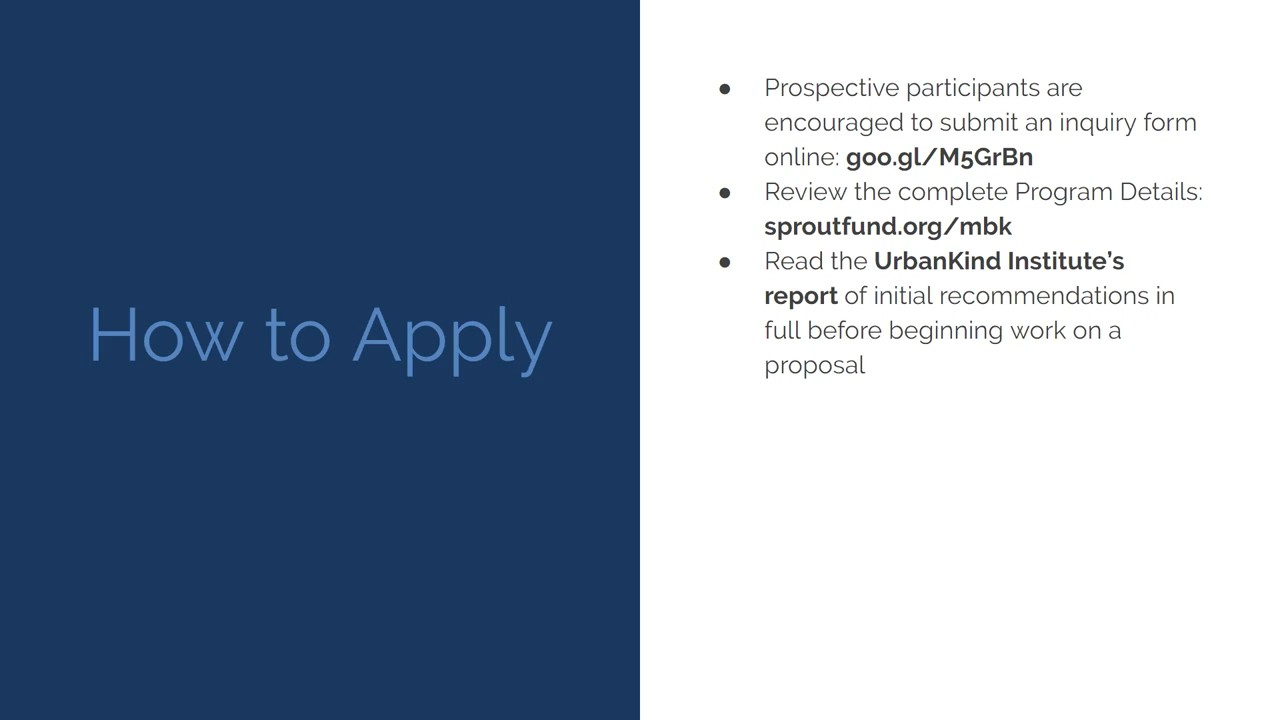 How to Apply
● Prospective participants are
encouraged to submit an inquiry form
online: goo.gl/M5GrBn
● Review the complete Program Details:
sproutfund.org/mbk
● Read the UrbanKind Institute’s
report of initial recommendations in
full before beginning work on a
proposal